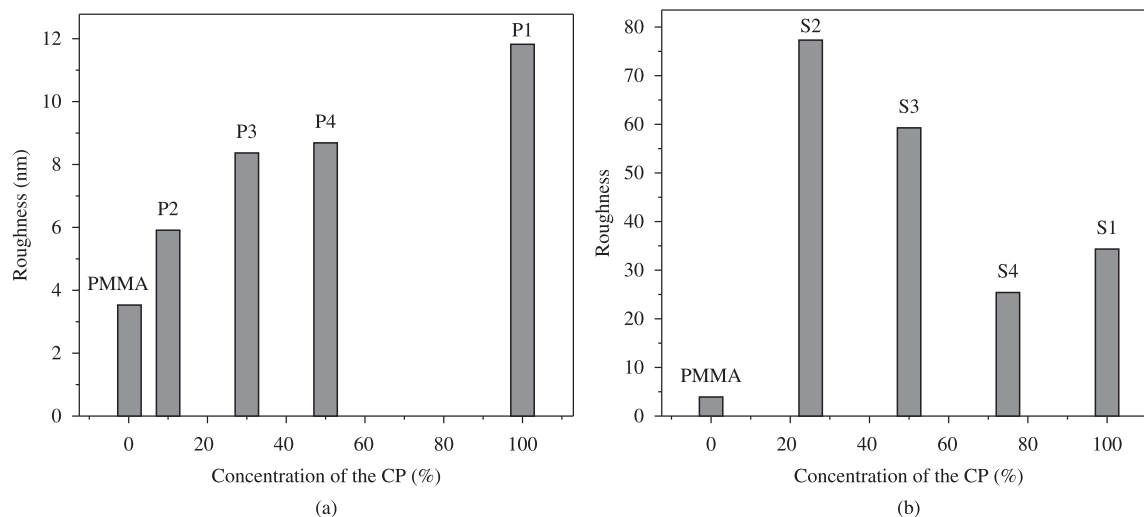 12
10
8
6
4
2
0
Roughness (nm)
PMMA
P2
P3
P4
P1
0
20
40
60
80
100
Concentration of the CP (%)
(a)
80
70
60
50
40
30
20
10
0
Roughness
PMMA
S2
S3
S4
S1
0
20
40
60
80
100
Concentration of the CP (%)
(b)